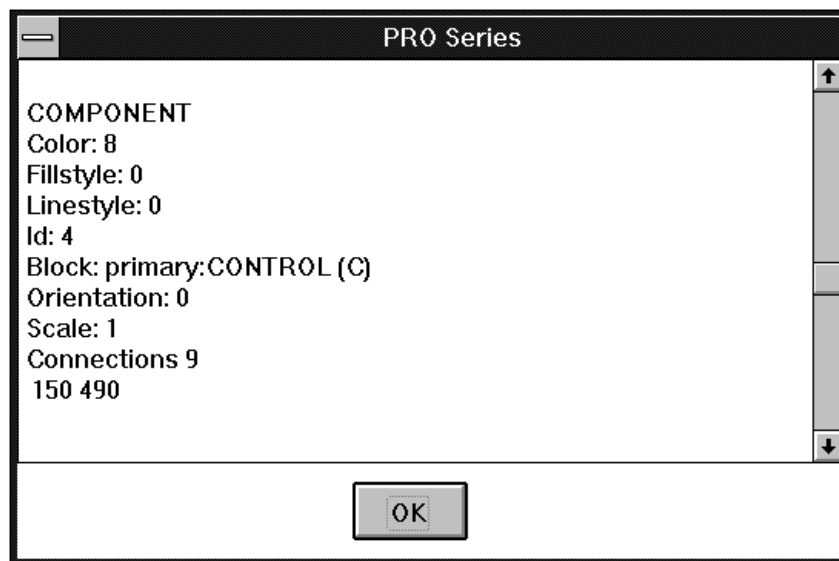 PRO Series
COMPONENT
Color: 8
Fillstyle: 0
Linestyle: 0
Id: 4
Block: primary:CONTROL (C)
Orientation: 0
Scale: 1
Connections 9
150 490
OK